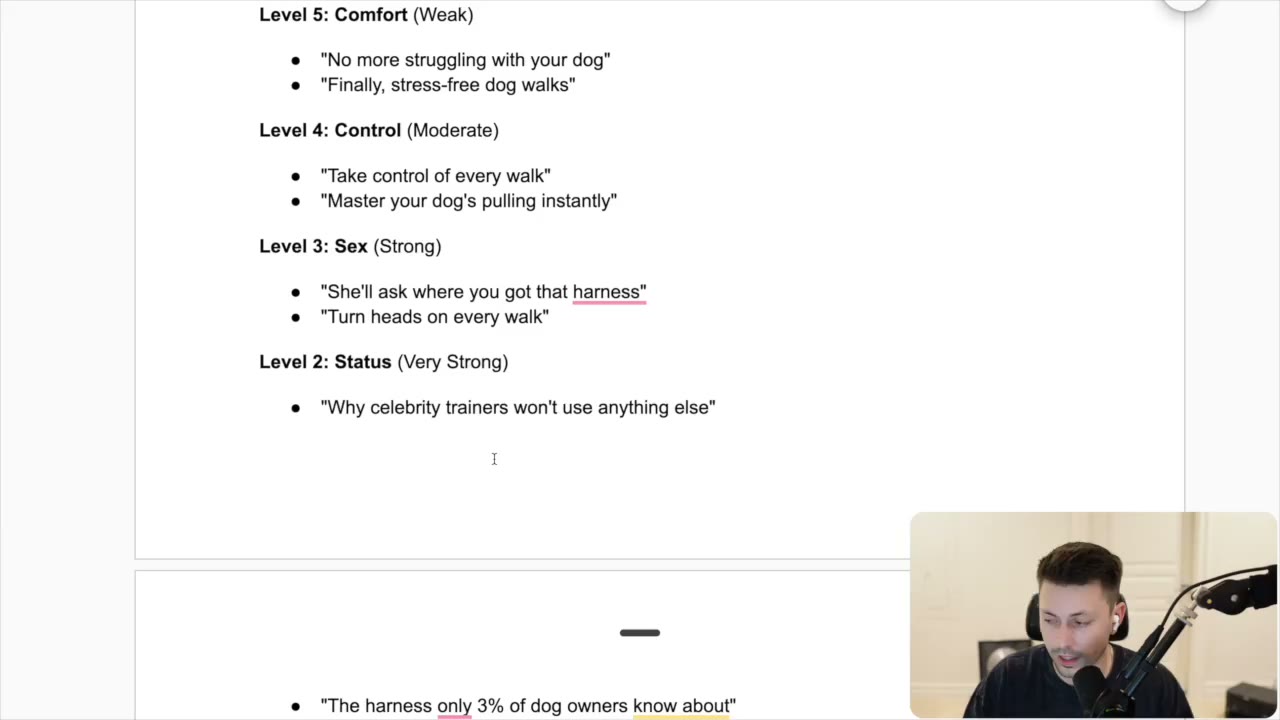 Level 5: Comfort (Weak)
● "No more struggling with your dog"
● "Finally, stress-free dog walks"
Level 4: Control (Moderate)
● "Take control of every walk"
● "Master your dog's pulling instantly"
Level 3: Sex (Strong)
● "She'll ask where you got that harness"
● "Turn heads on every walk"
Level 2: Status (Very Strong)
● "Why celebrity trainers won't use anything else"
● "The harness only 3% of dog owners know about"